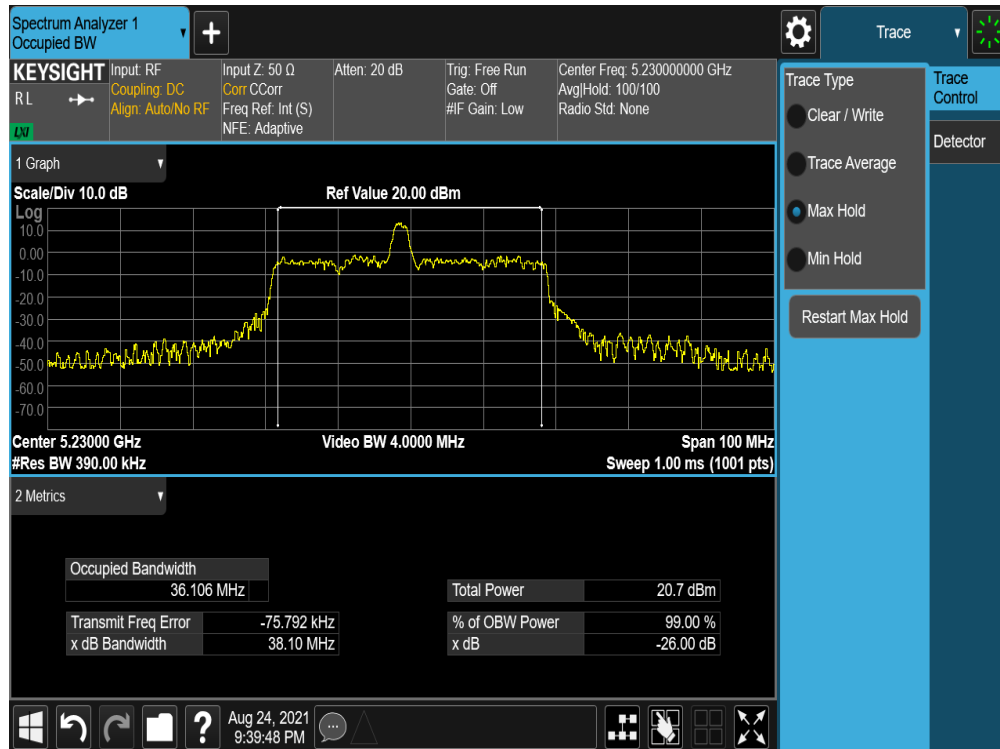 Spectrum Analyzer 1
Occupied BW
+
Trace
KEYSIGHT
RL
LXI
Input: RF
Coupling: DC
Align: Auto/No RF
Input Z: 50 Ω
Corr CCorr
Freq Ref: Int (S)
NFE: Adaptive
Atten: 20 dB
Trig: Free Run
Gate: Off
#IF Gain: Low
Center Freq: 5.230000000 GHz
Avg|Hold: 100/100
Radio Std: None
Trace Type
Clear / Write
Trace Average
Max Hold
Min Hold
Restart Max Hold
Trace
Control
Detector
1 Graph
Scale/Div 10.0 dB
Ref Value 20.00 dBm
Log
10.0
0.00
-10.0
-20.0
-30.0
-40.0
-50.0
-60.0
-70.0
Center 5.23000 GHz
Video BW 4.0000 MHz
Span 100 MHz
#Res BW 390.00 kHz
Sweep 1.00 ms (1001 pts)
2 Metrics
Occupied Bandwidth
36.106 MHz
Total Power 20.7 dBm
Transmit Freq Error -75.792 kHz
% of OBW Power 99.00 %
x dB Bandwidth 38.10 MHz
x dB -26.00 dB
?
Aug 24, 2021
9:39:48 PM